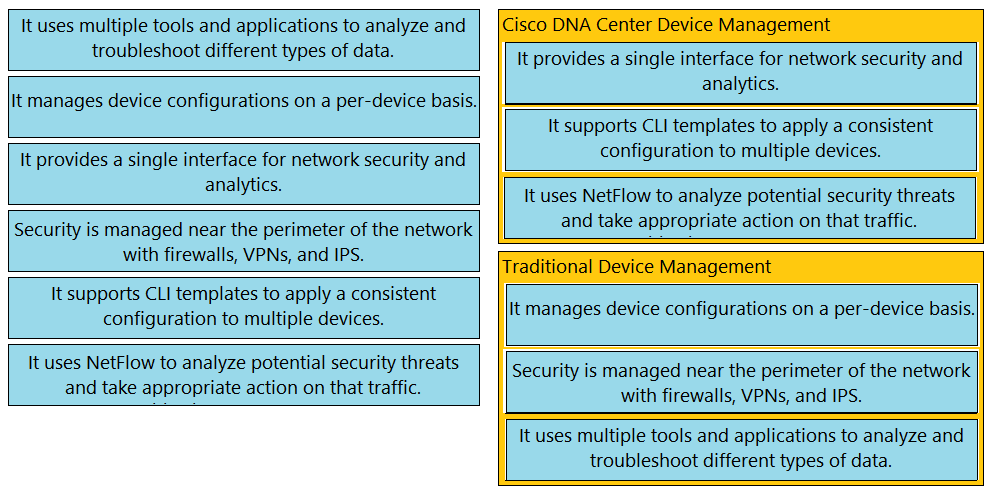 It uses multiple tools and applications to analyze and
troubleshoot different types of data.
It manages device configurations on a per-device basis.
It provides a single interface for network security and
analytics.
Security is managed near the perimeter of the network
with firewalls, VPNs, and IPS.
It supports CLI templates to apply a consistent
configuration to multiple devices.
It uses NetFlow to analyze potential security threats
and take appropriate action on that traffic.
Cisco DNA Center Device Management
It provides a single interface for network security and
analytics.
It supports CLI templates to apply a consistent
configuration to multiple devices.
It uses NetFlow to analyze potential security threats
and take appropriate action on that traffic.
Traditional Device Management
It manages device configurations on a per-device basis.
Security is managed near the perimeter of the network
with firewalls, VPNs, and IPS.
It uses multiple tools and applications to analyze and
troubleshoot different types of data.